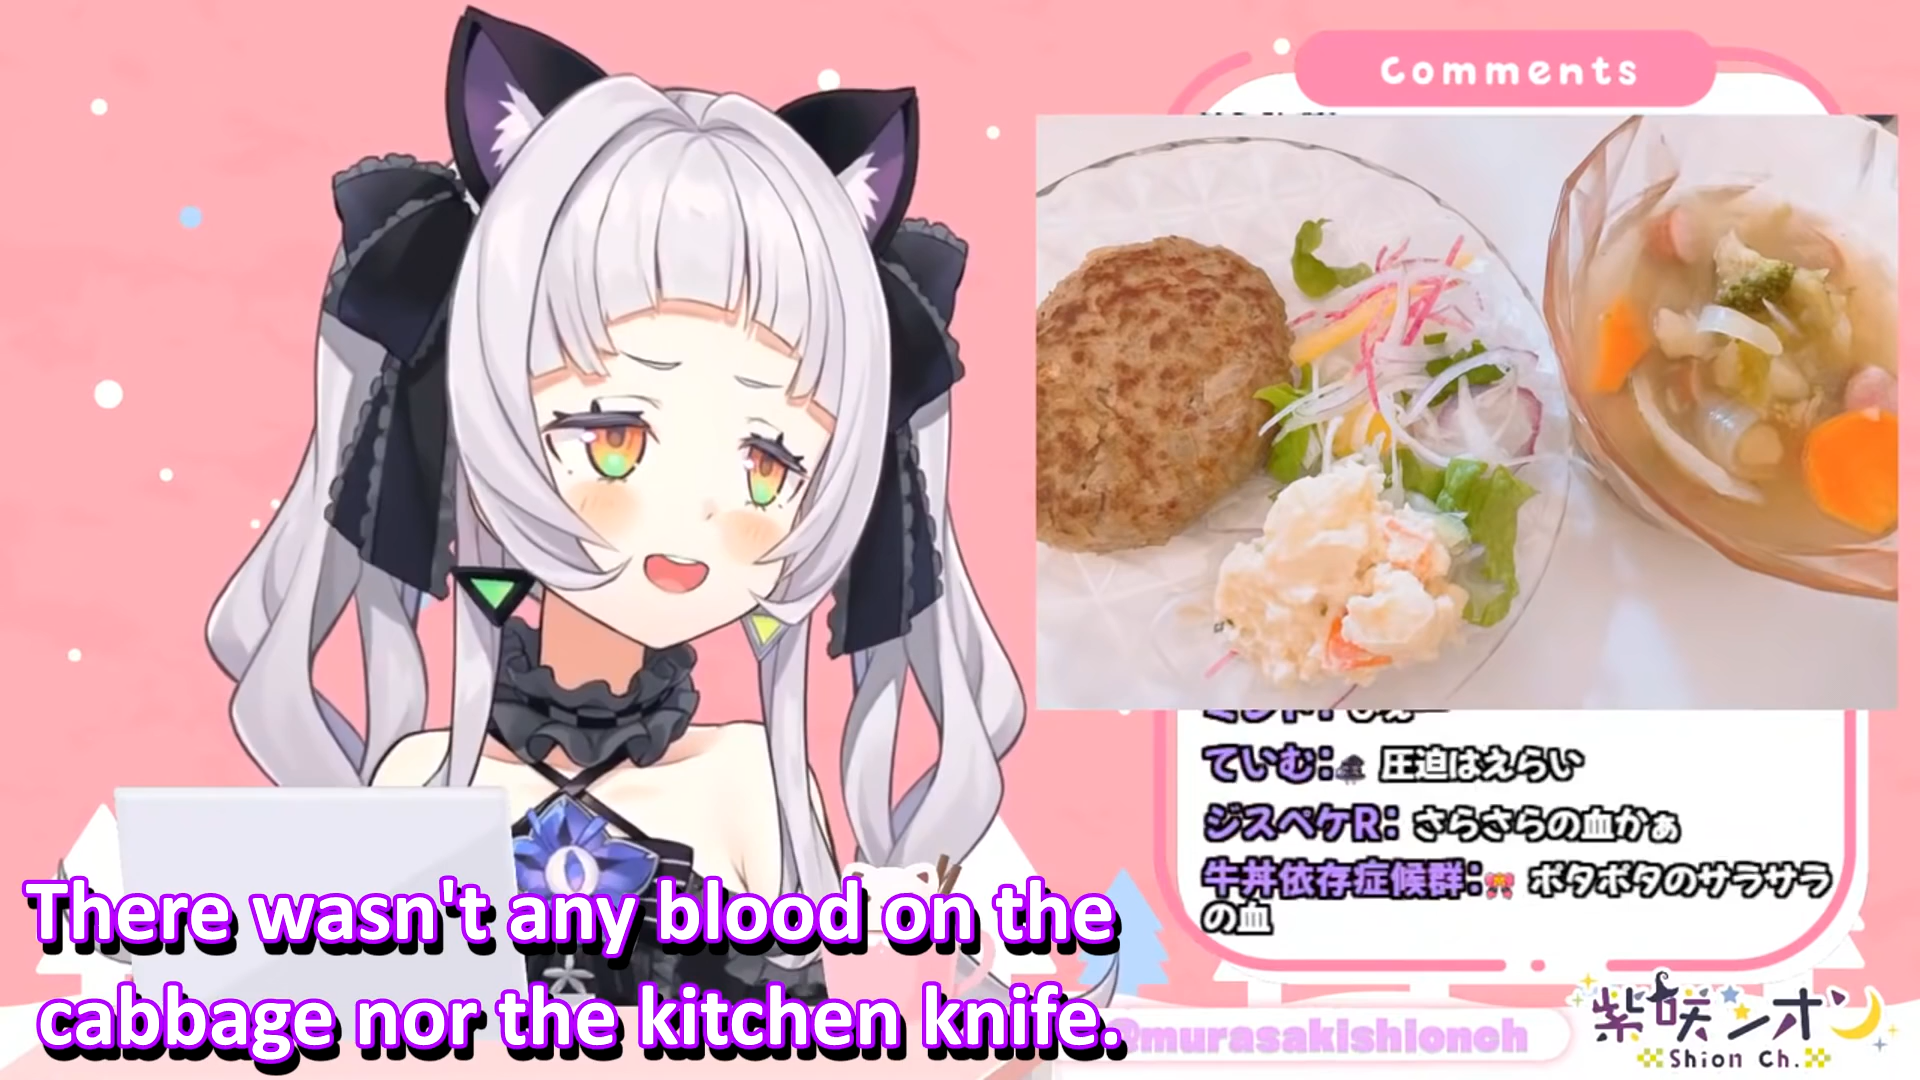 Comments
ていむ: 圧迫はえらい
ジスペケR: さらさらの血かぁ
牛丼依存症候群: ボタボタのサラサラ
の血
There wasn't any blood on the
cabbage nor the kitchen knife.
@murasakishionch
紫咲シオン
Shion Ch.